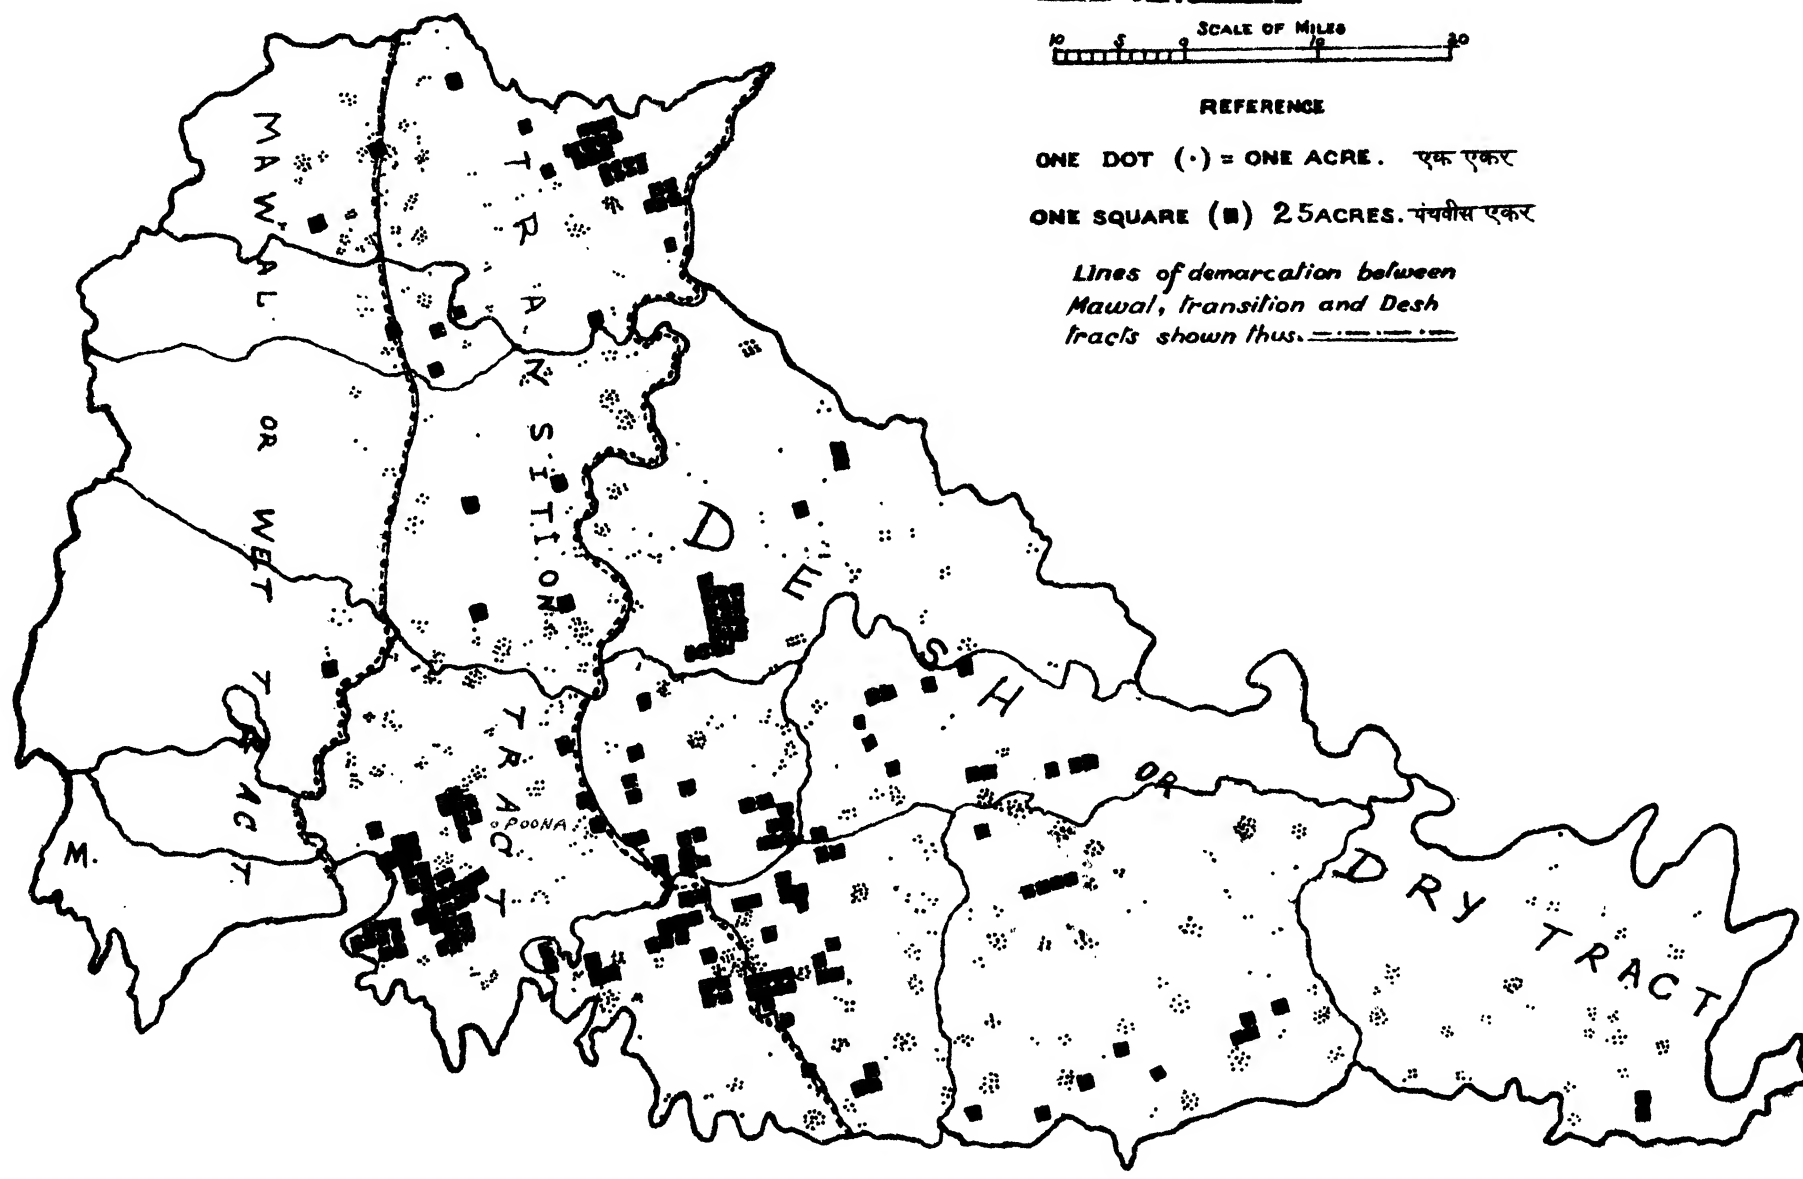 SCALE OF MILES
10 5 0 10 20
REFERENCE
ONE DOT (·) = ONE ACRE. एक एकर
ONE SQUARE (■) 25 ACRES. पंचवीस एकर
Lines of demarcation between
Mawal, transition and Desh
tracts shown thus.
MAWAL OR WET TRACT
TRANSITION TRACT
DESH OR DRY TRACT
POONA
M.